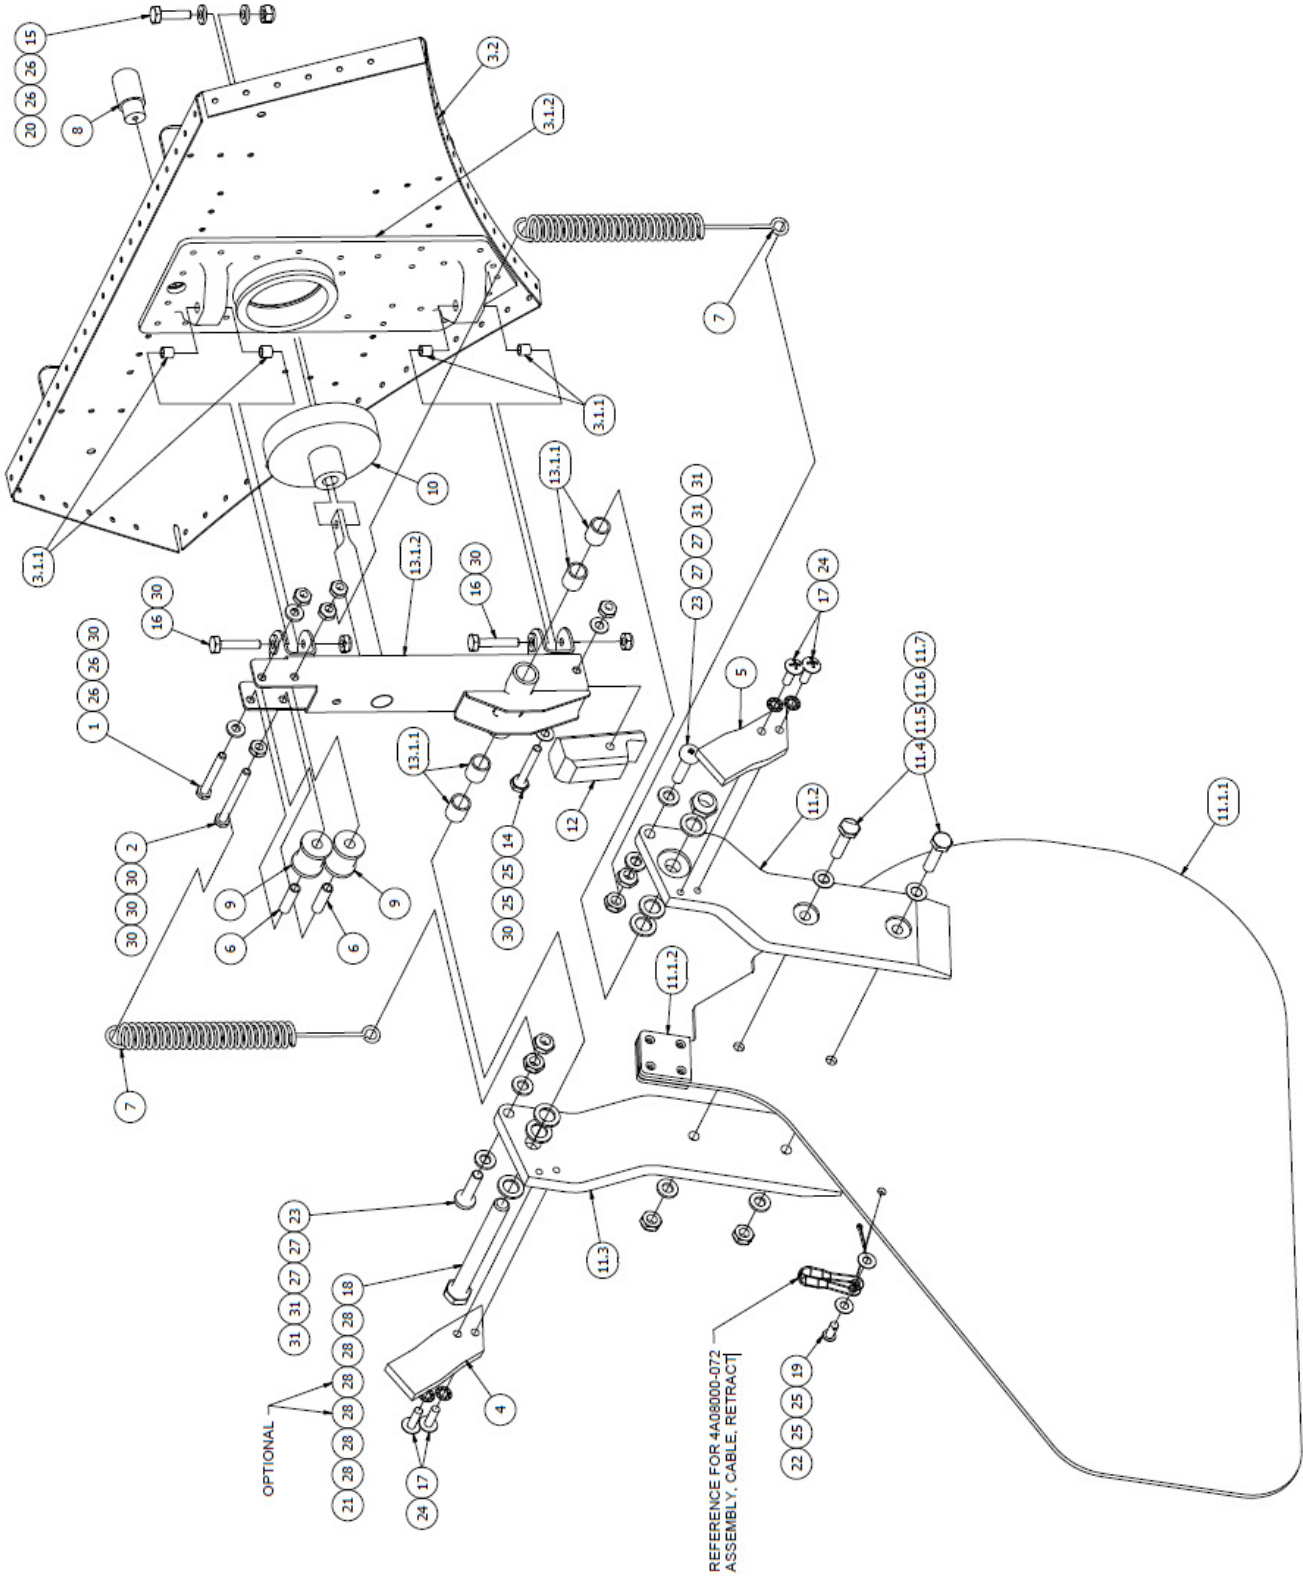 20 26 26 15
8
3.1.1
1 26 26 30
16 30
30 30 30 2
7
6
9
6
9
OPTIONAL
31 31 27 27 23
21 28 28 28 28 28 28 18
24 17
13.1.1
13.1.2
10
16 30
3.2
3.1.2
4
30 25 25 14
12
13.1.1
3.1.1
11.3
11.1.2
23 27 27 31 31
7
5
17 24
11.2
REFERENCE FOR 4A08000-072
ASSEMBLY, CABLE, RETRACT
22 25 25 19
11.4 11.5 11.6 11.7
11.1.1